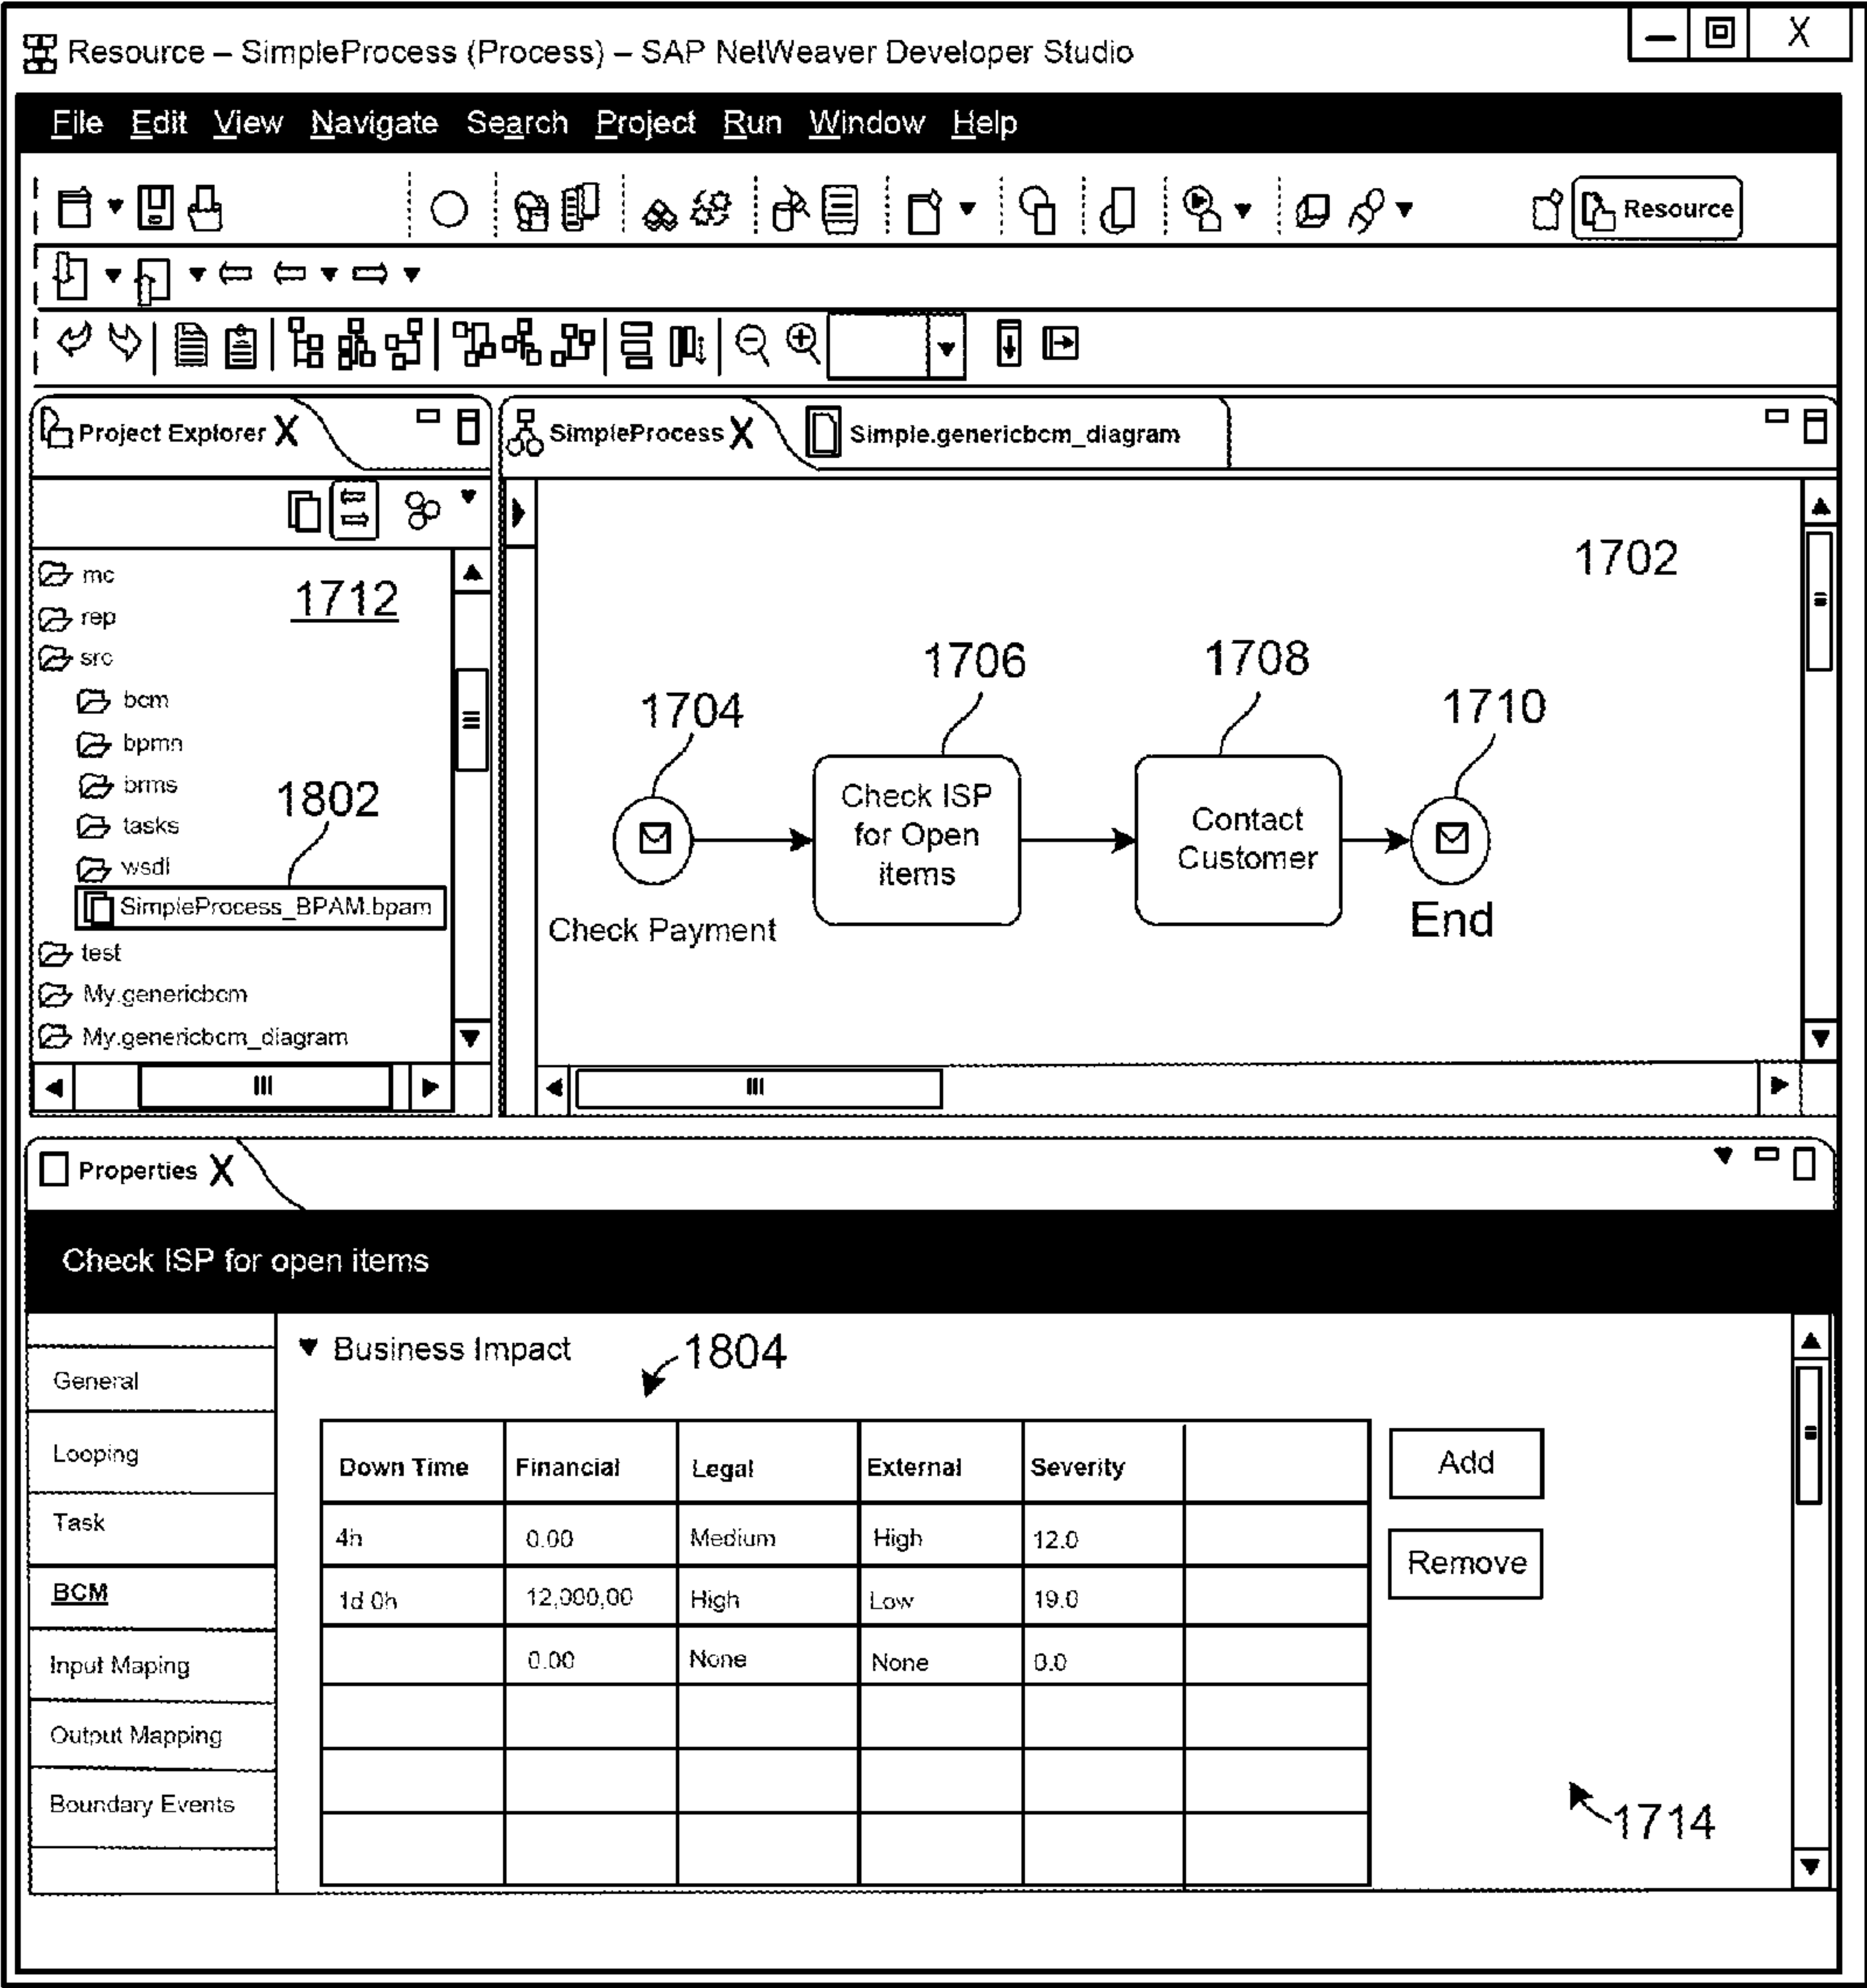 Resource – SimpleProcess (Process) – SAP NetWeaver Developer Studio
X
File Edit View Navigate Search Project Run Window Help
Resource
Project Explorer X
SimpleProcess X
Simple.genericbcm_diagram
1702
mc
1712
rep
src
bcm
bpmn
brms
1802
tasks
wsdl
SimpleProcess_BPAM.bpam
test
My.genericbcm
My.genericbcm_diagram
1704
1706
1708
1710
Check ISP
for Open
items
Contact
Customer
Check Payment
End
Properties X
Check ISP for open items
General
Looping
Task
BCM
Input Maping
Output Mapping
Boundary Events
Business Impact
1804
Down Time Financial Legal External Severity
4h 0.00 Medium High 12.0
1d 0h 12,000,00 High Low 19.0
0.00 None None 0.0
Add
Remove
1714